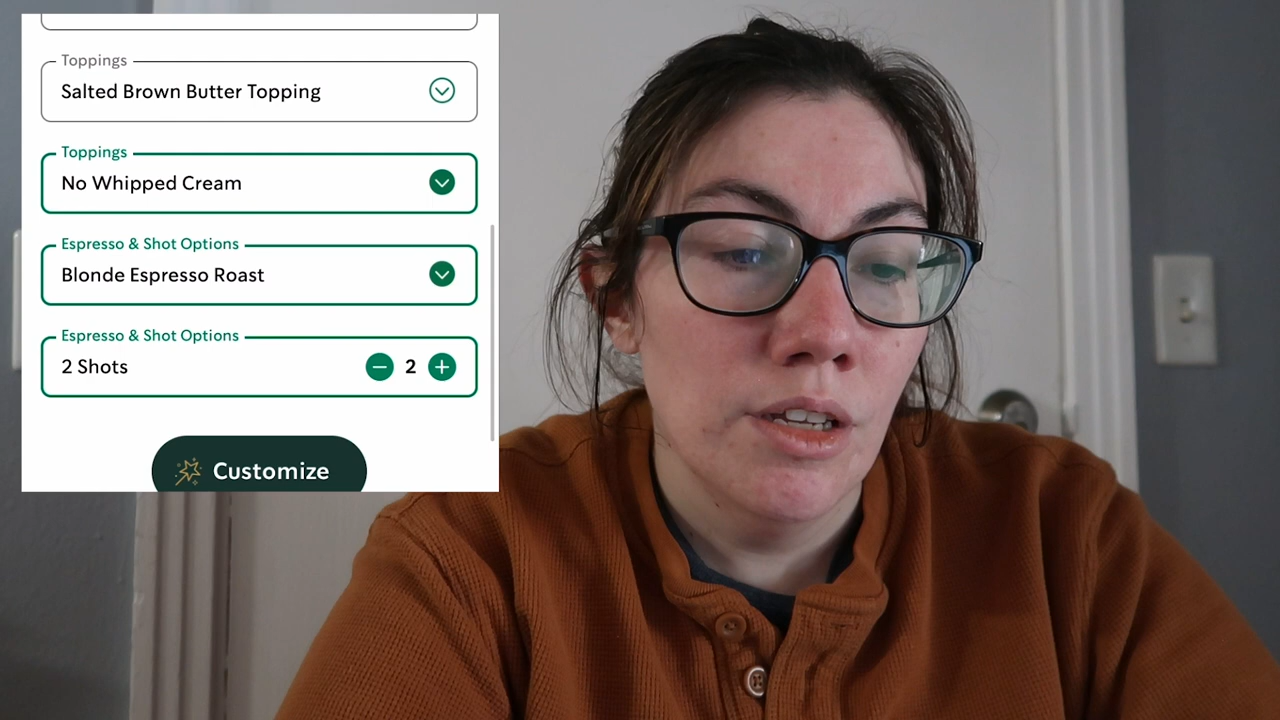 Toppings
Salted Brown Butter Topping
Toppings
No Whipped Cream
Espresso & Shot Options
Blonde Espresso Roast
Espresso & Shot Options
2 Shots
2
Customize